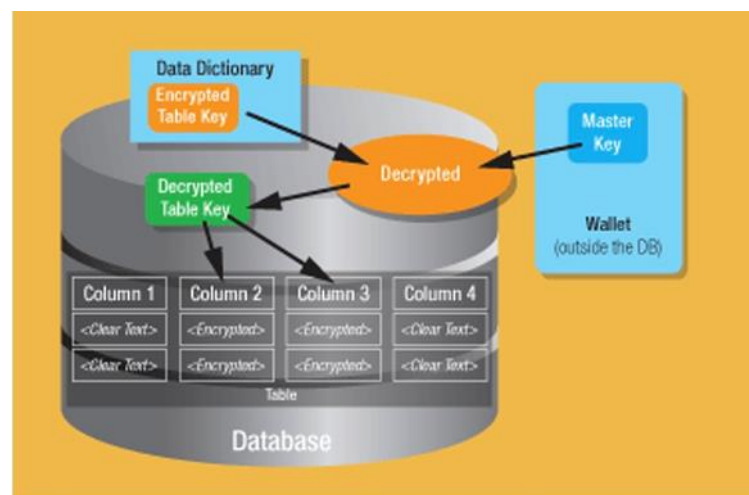 Data Dictionary
Encrypted
Table Key
Master
Key
Decrypted
Decrypted
Table Key
Wallet
(outside the DB)
Column 1 Column 2 Column 3 Column 4
<Clear Text> <Encrypted> <Encrypted> <Clear Text>
<Clear Text> <Encrypted> <Encrypted> <Clear Text>
Table
Database